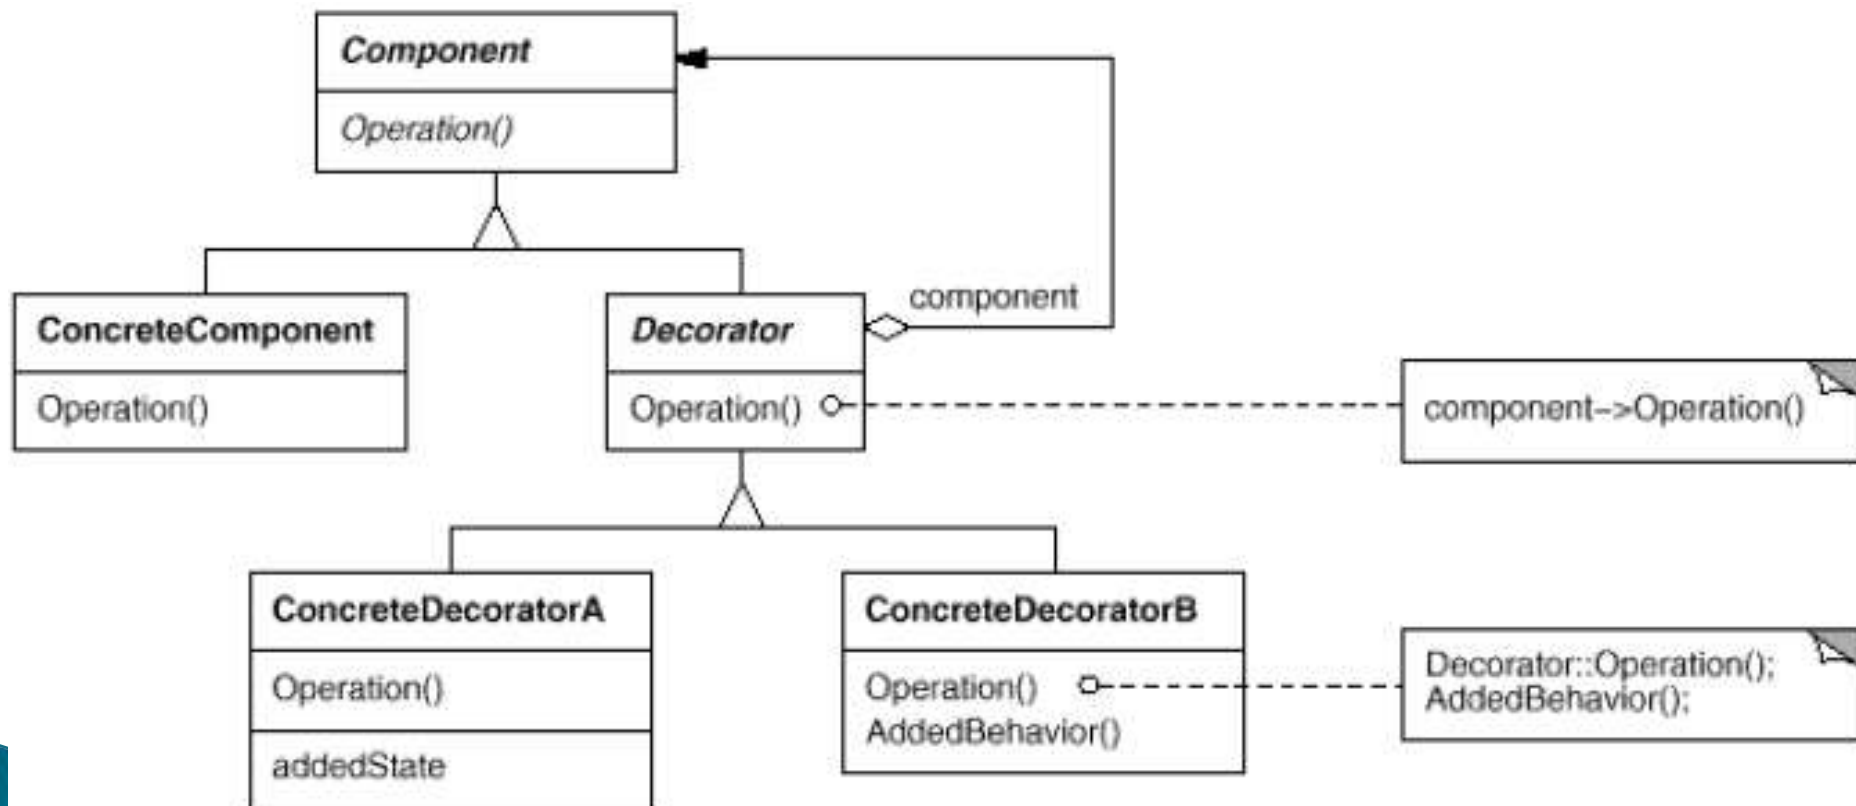 Component
Operation()
ConcreteComponent
Operation()
Decorator
Operation()
component
component->Operation()
ConcreteDecoratorA
Operation()
addedState
ConcreteDecoratorB
Operation()
AddedBehavior()
Decorator::Operation();
AddedBehavior();